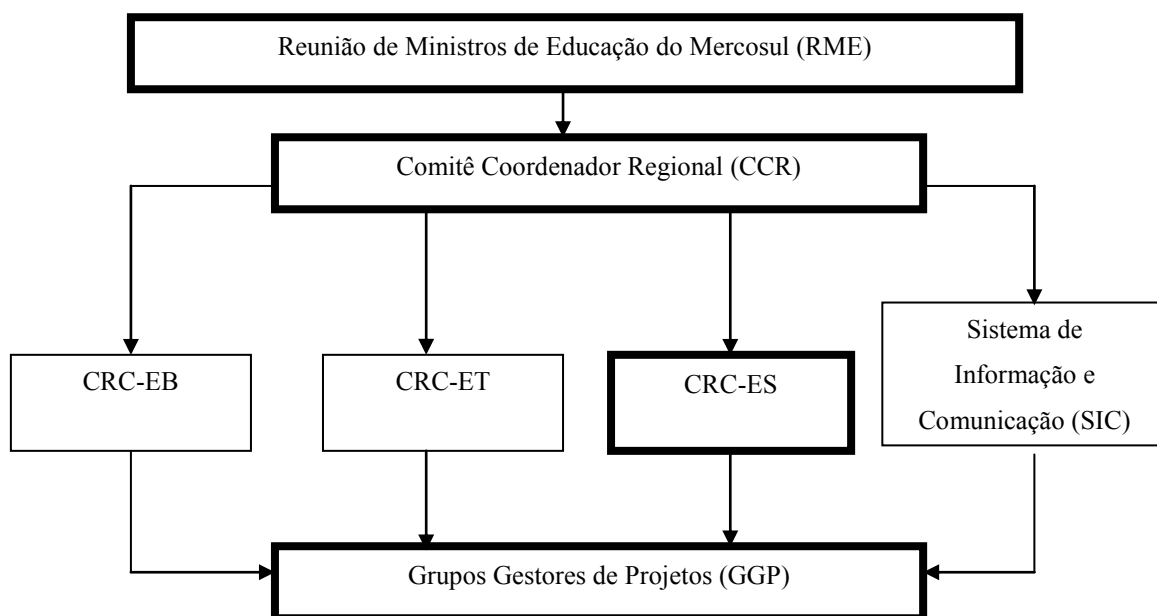 Reunião de Ministros de Educação do Mercosul (RME)
Comitê Coordenador Regional (CCR)
CRC-EB
CRC-ET
CRC-ES
Sistema de
Informação e
Comunicação (SIC)
Grupos Gestores de Projetos (GGP)